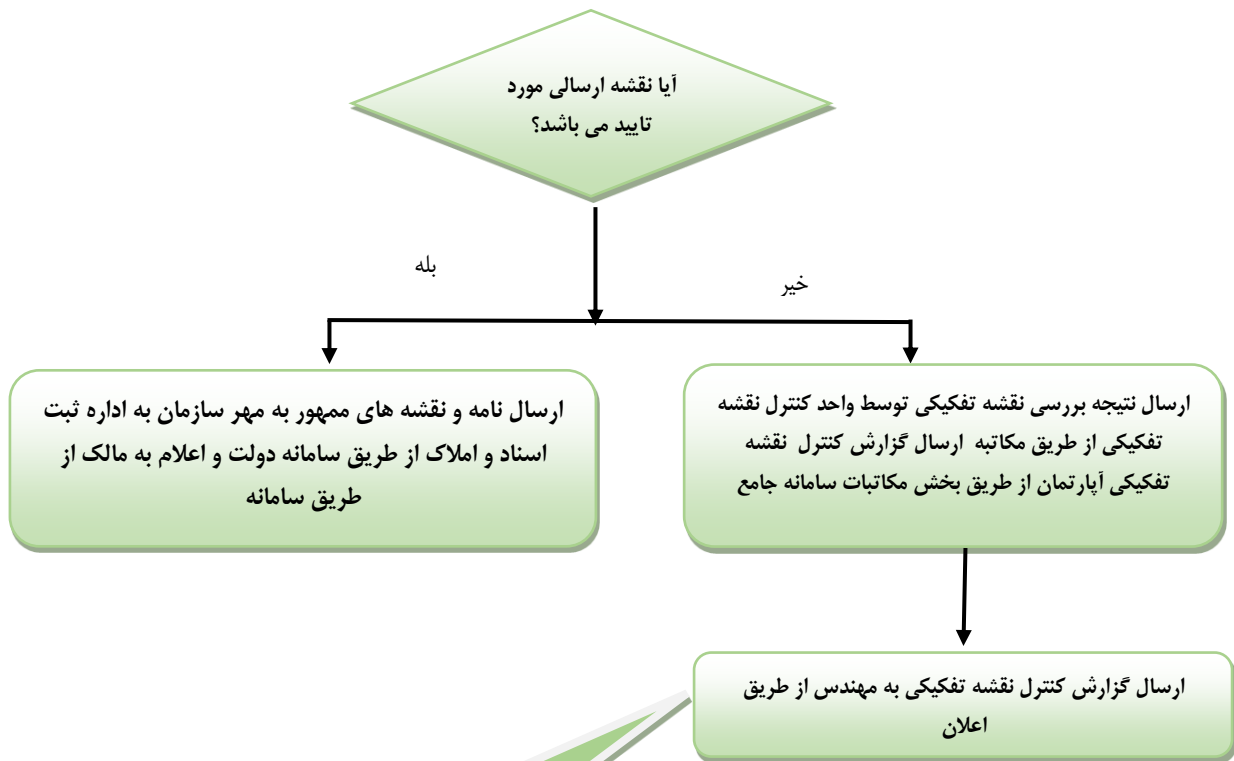 آیا نقشه ارسالی مورد
تایید می باشد؟
بله
خیر
ارسال نامه و نقشه های ممهور به مهر سازمان به اداره ثبت
اسناد و املاک از طریق سامانه دولت و اعلام به مالک از
طریق سامانه
ارسال نتیجه بررسی نقشه تفکیکی توسط واحد کنترل نقشه
تفکیکی از طریق مکاتبه ارسال گزارش کنترل نقشه
تفکیکی آپارتمان از طریق بخش مکاتبات سامانه جامع
ارسال گزارش کنترل نقشه تفکیکی به مهندس از طریق
اعلان